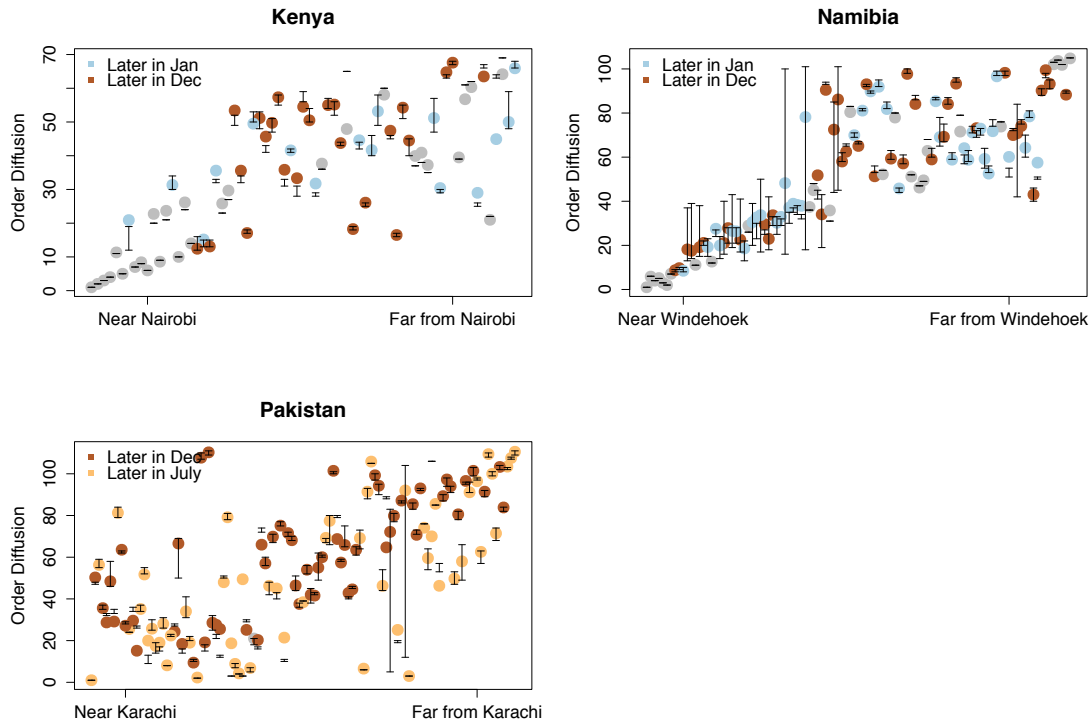 Kenya
Later in Jan
Later in Dec
Order Diffusion
70
50
30
10
0
Near Nairobi
Far from Nairobi
Namibia
Later in Jan
Later in Dec
Order Diffusion
100
80
60
40
20
0
Near Windehoek
Far from Windehoek
Pakistan
Later in Dec
Later in July
Order Diffusion
100
80
60
40
20
0
Near Karachi
Far from Karachi